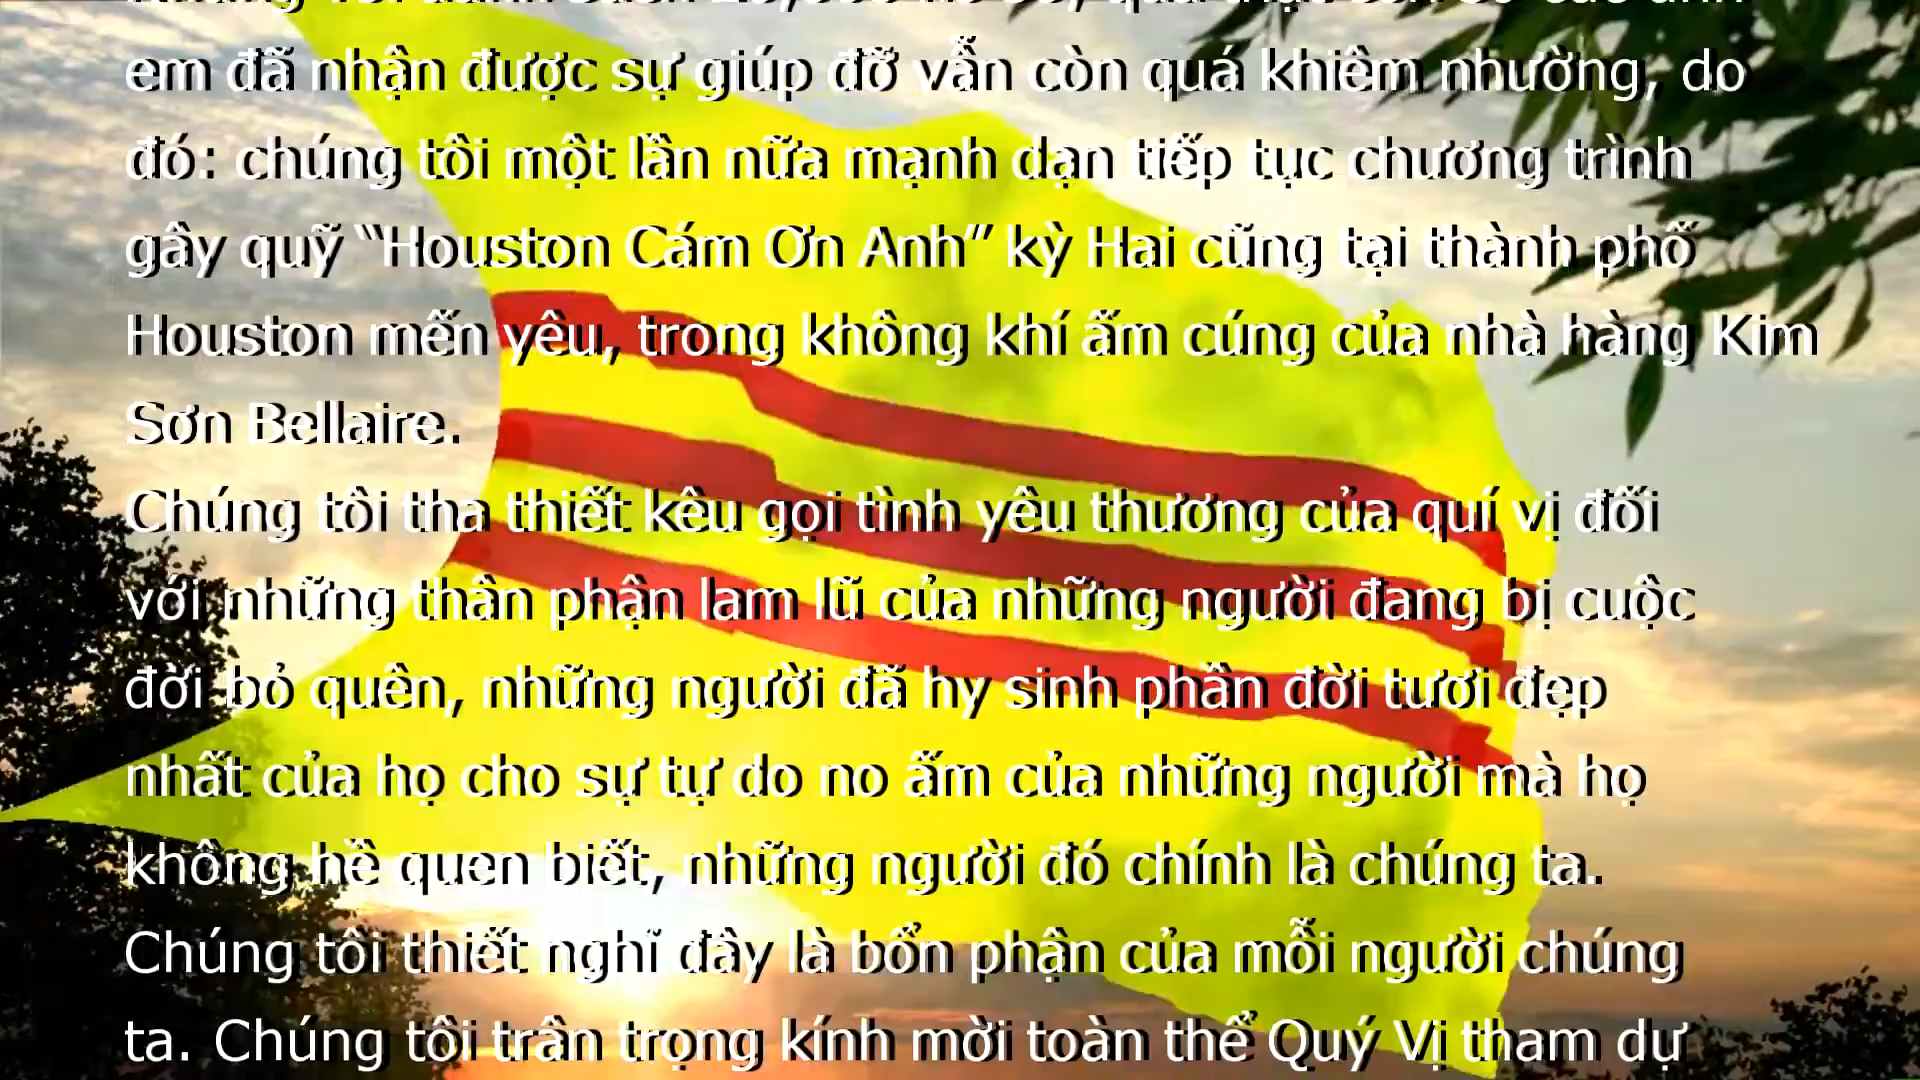 em đã nhận được sự giúp đỡ vẫn còn quá khiêm nhường, do
đó: chúng tôi một lần nữa mạnh dạn tiếp tục chương trình
gây quỹ “Houston Cám Ơn Anh” kỳ Hai cũng tại thành phố
Houston mến yêu, trong không khí ấm cúng của nhà hàng Kim
Sơn Bellaire.
Chúng tôi tha thiết kêu gọi tình yêu thương của quí vị đối
với những thân phận lam lũ của những người đang bị cuộc
đời bỏ quên, những người đã hy sinh phần đời tươi đẹp
nhất của họ cho sự tự do no ấm của những người mà họ
không hề quen biết, những người đó chính là chúng ta.
Chúng tôi thiết nghĩ đây là bổn phận của mỗi người chúng
ta. Chúng tôi trân trọng kính mời toàn thể Quý Vị tham dự